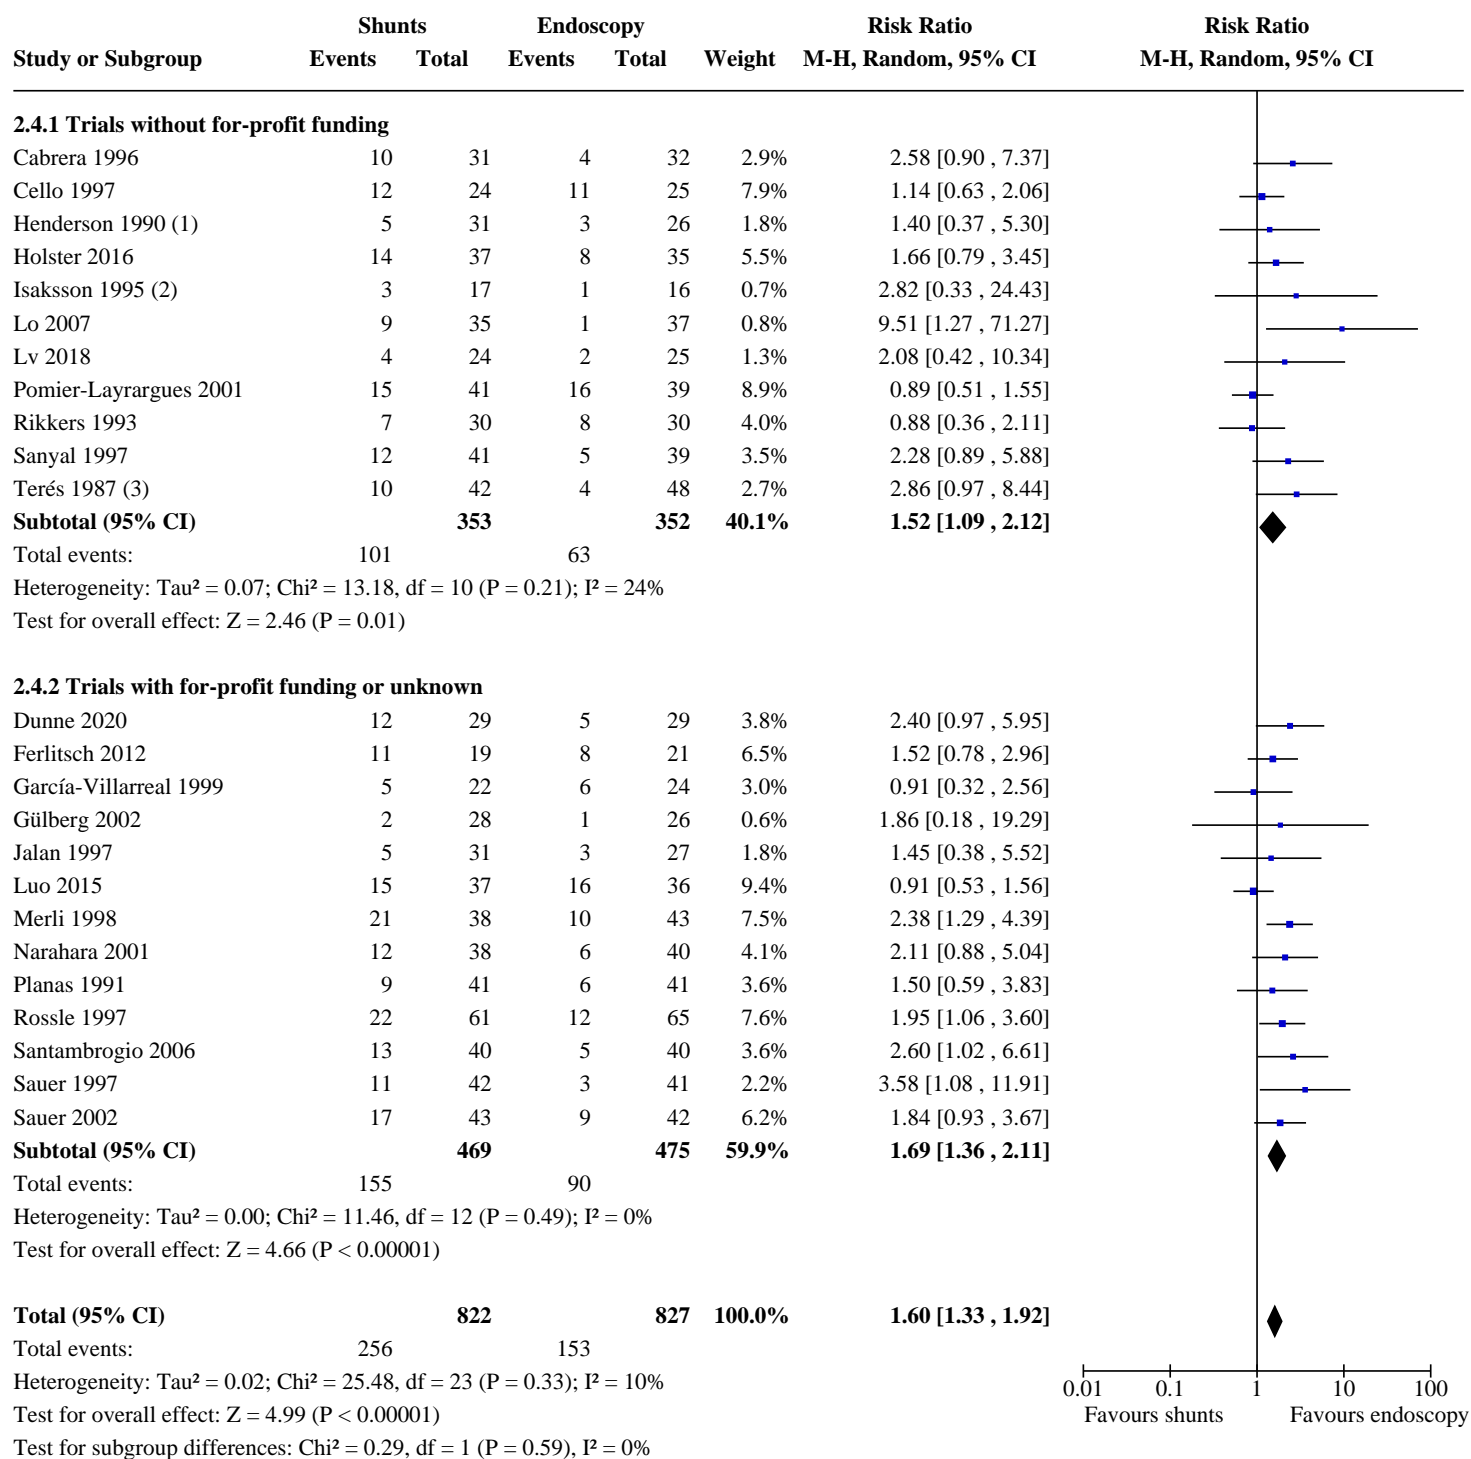 Shunts Endoscopy Risk Ratio Risk Ratio
Study or Subgroup Events Total Events Total Weight M-H, Random, 95% CI M-H, Random, 95% CI
2.4.1 Trials without for-profit funding
Cabrera 1996 10 31 4 32 2.9% 2.58 [0.90 , 7.37]
Cello 1997 12 24 11 25 7.9% 1.14 [0.63 , 2.06]
Henderson 1990 (1) 5 31 3 26 1.8% 1.40 [0.37 , 5.30]
Holster 2016 14 37 8 35 5.5% 1.66 [0.79 , 3.45]
Isaksson 1995 (2) 3 17 1 16 0.7% 2.82 [0.33 , 24.43]
Lo 2007 9 35 1 37 0.8% 9.51 [1.27 , 71.27]
Lv 2018 4 24 2 25 1.3% 2.08 [0.42 , 10.34]
Pomier-Layrargues 2001 15 41 16 39 8.9% 0.89 [0.51 , 1.55]
Rikkers 1993 7 30 8 30 4.0% 0.88 [0.36 , 2.11]
Sanyal 1997 12 41 5 39 3.5% 2.28 [0.89 , 5.88]
Terés 1987 (3) 10 42 4 48 2.7% 2.86 [0.97 , 8.44]
Subtotal (95% CI) 353 352 40.1% 1.52 [1.09 , 2.12]
Total events: 101 63
Heterogeneity: Tau² = 0.07; Chi² = 13.18, df = 10 (P = 0.21); I² = 24%
Test for overall effect: Z = 2.46 (P = 0.01)
2.4.2 Trials with for-profit funding or unknown
Dunne 2020 12 29 5 29 3.8% 2.40 [0.97 , 5.95]
Ferlitsch 2012 11 19 8 21 6.5% 1.52 [0.78 , 2.96]
García-Villarreal 1999 5 22 6 24 3.0% 0.91 [0.32 , 2.56]
Gülberg 2002 2 28 1 26 0.6% 1.86 [0.18 , 19.29]
Jalan 1997 5 31 3 27 1.8% 1.45 [0.38 , 5.52]
Luo 2015 15 37 16 36 9.4% 0.91 [0.53 , 1.56]
Merli 1998 21 38 10 43 7.5% 2.38 [1.29 , 4.39]
Narahara 2001 12 38 6 40 4.1% 2.11 [0.88 , 5.04]
Planas 1991 9 41 6 41 3.6% 1.50 [0.59 , 3.83]
Rossle 1997 22 61 12 65 7.6% 1.95 [1.06 , 3.60]
Santambrogio 2006 13 40 5 40 3.6% 2.60 [1.02 , 6.61]
Sauer 1997 11 42 3 41 2.2% 3.58 [1.08 , 11.91]
Sauer 2002 17 43 9 42 6.2% 1.84 [0.93 , 3.67]
Subtotal (95% CI) 469 475 59.9% 1.69 [1.36 , 2.11]
Total events: 155 90
Heterogeneity: Tau² = 0.00; Chi² = 11.46, df = 12 (P = 0.49); I² = 0%
Test for overall effect: Z = 4.66 (P < 0.00001)
Total (95% CI) 822 827 100.0% 1.60 [1.33 , 1.92]
Total events: 256 153
Heterogeneity: Tau² = 0.02; Chi² = 25.48, df = 23 (P = 0.33); I² = 10%
0.01 0.1 1 10 100
Test for overall effect: Z = 4.99 (P < 0.00001)
Favours shunts Favours endoscopy
Test for subgroup differences: Chi² = 0.29, df = 1 (P = 0.59), I² = 0%